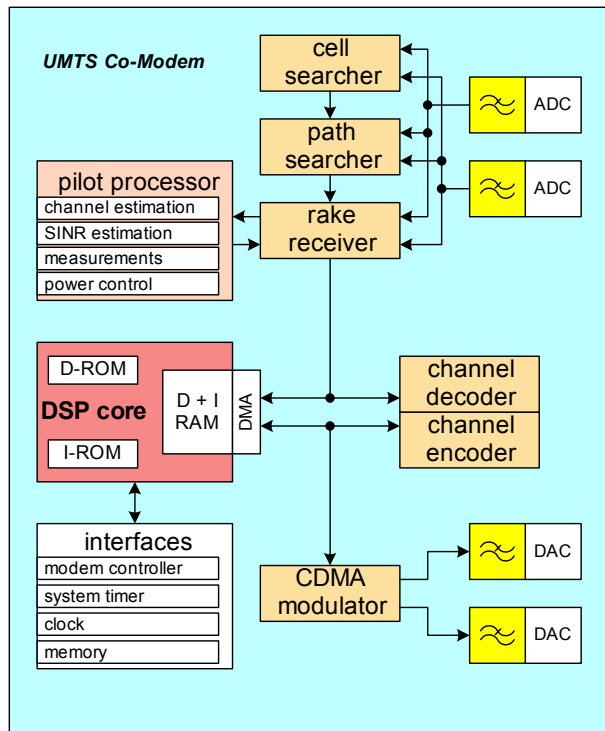 UMTS Co-Modem
cell
searcher
ADC
path
searcher
ADC
pilot processor
channel estimation
SINR estimation
measurements
power control
rake
receiver
D-ROM
DSP core
I-ROM
D + I
RAM
DMA
channel
decoder
channel
encoder
interfaces
modem controller
system timer
clock
memory
CDMA
modulator
DAC
DAC